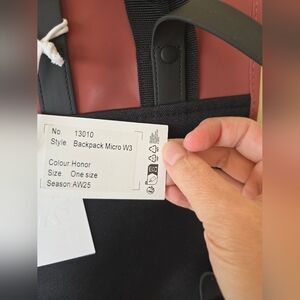 No. 13010
Style Backpack Micro W3
Colour Honor
Size. One size
Season: AW25